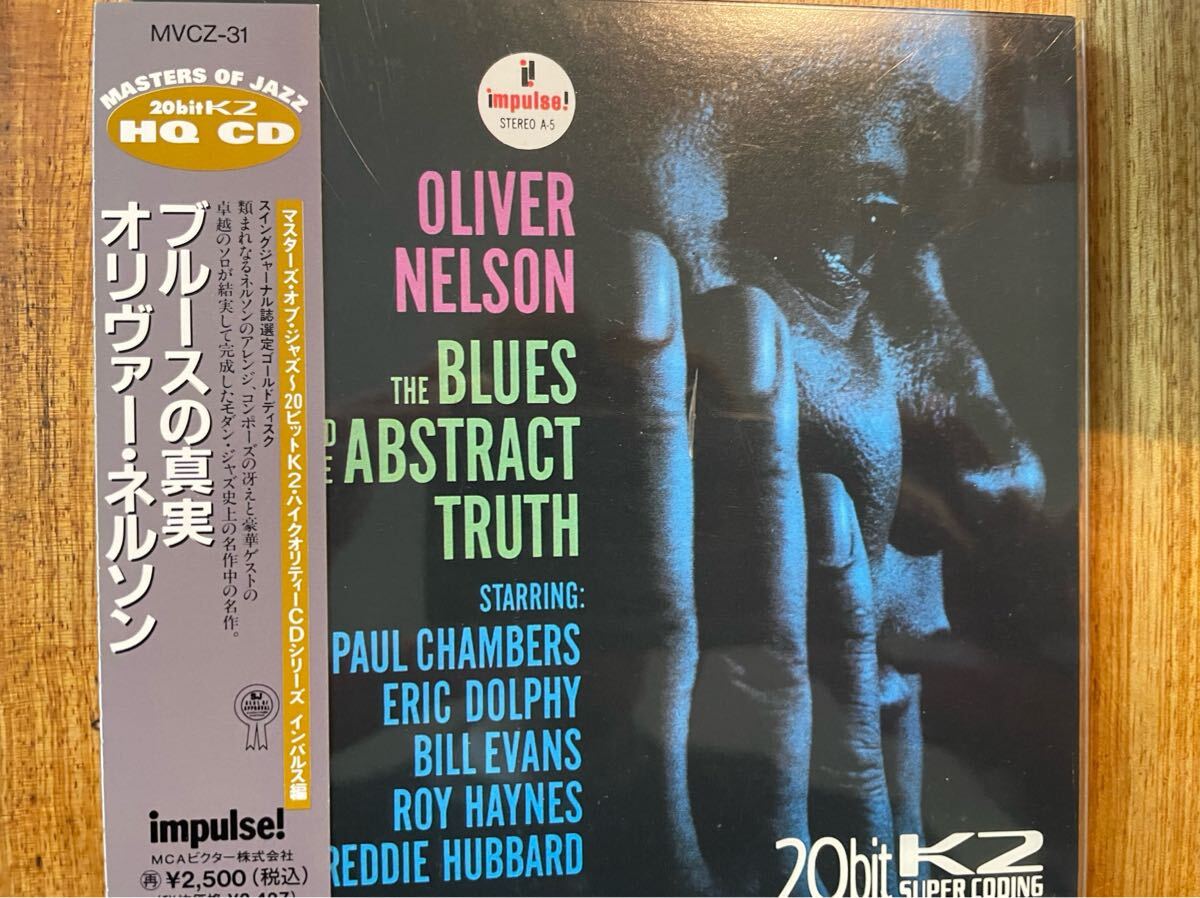 MVCZ-31
MASTERS OF JAZZ
20bit K2
HQ CD
マスターズ・オブ・ジャズ〜20ビットK2・ハイクオリティーCDシリーズ インパルス編
スイングジャーナル誌選定ゴールドディスク
類まれなるネルソンのアレンジ、コンポーズの冴えと豪華ゲストの
卓越のソロが結実して完成したモダン・ジャズ史上の名作中の名作。
ブルースの真実
オリヴァー・ネルソン
SJ
impulse!
MCAビクター株式会社
再 ¥2,500(税込)
impulse!
STEREO A-5
OLIVER
NELSON
THE BLUES
ABSTRACT
TRUTH
STARRING:
PAUL CHAMBERS
ERIC DOLPHY
BILL EVANS
ROY HAYNES
REDDIE HUBBARD
20bit K2
SUPER CODING